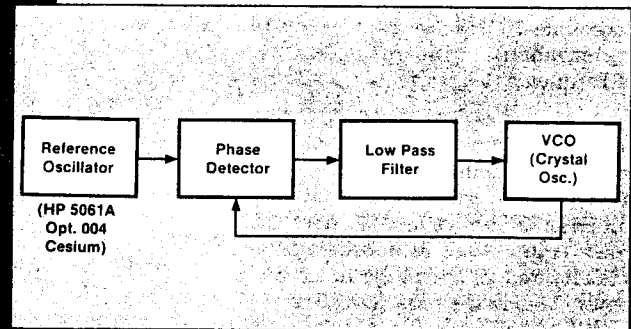 Reference
Oscillator
(HP 5061A
Opt. 004
Cesium)
Phase
Detector
Low Pass
Filter
VCO
(Crystal
Osc.)